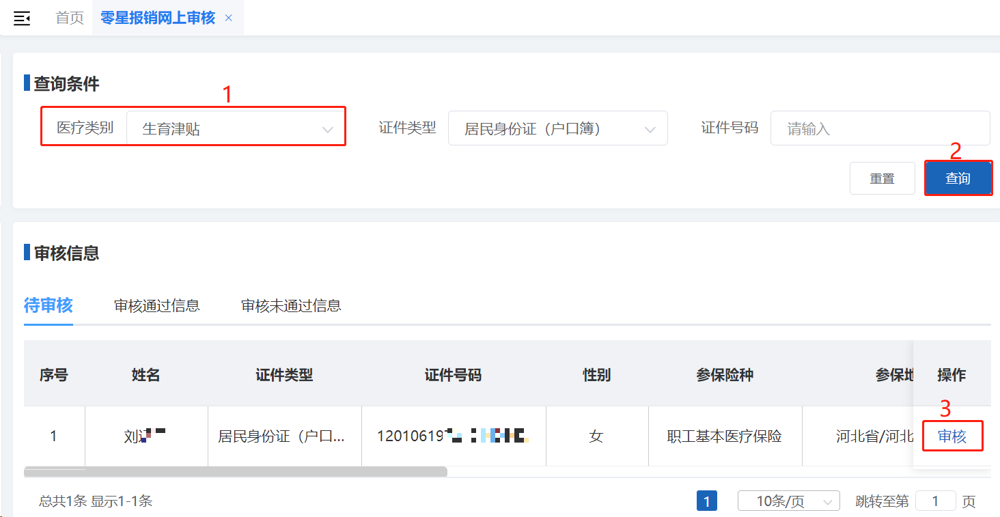 首页 零星报销网上审核 ×
查询条件
1
医疗类别 生育津贴 证件类型 居民身份证（户口簿） 证件号码 请输入
2
重置 查询
审核信息
待审核 审核通过信息 审核未通过信息
序号 姓名 证件类型 证件号码 性别 参保险种 参保地 操作
3
1 刘 居民身份证（户口... 12010619 女 职工基本医疗保险 河北省/河北 审核
总共1条 显示1-1条 1 10条/页 跳转至第 1 页